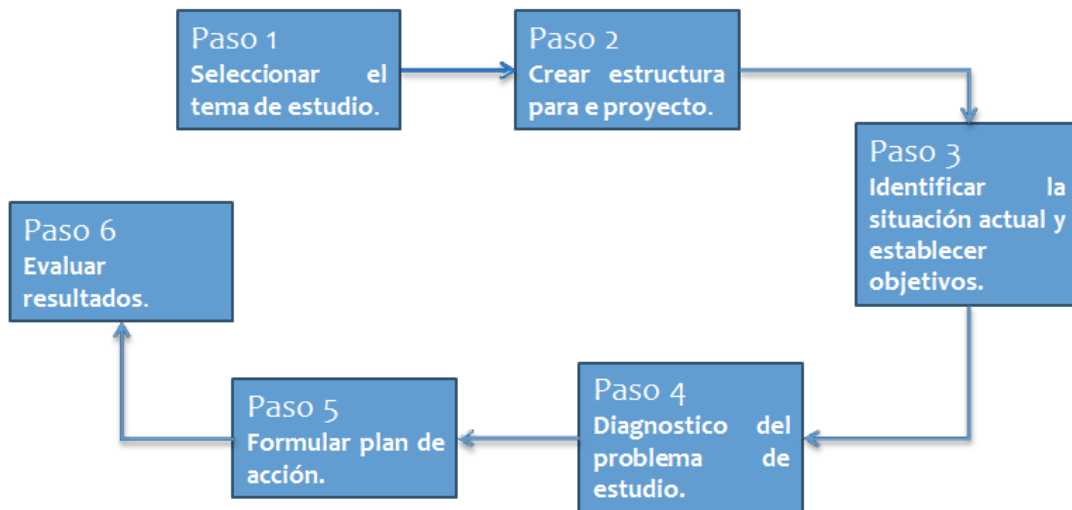 Paso 1
Seleccionar el
tema de estudio.
Paso 2
Crear estructura
para e proyecto.
Paso 3
Identificar la
situación actual y
establecer
objetivos.
Paso 4
Diagnostico del
problema de
estudio.
Paso 5
Formular plan de
acción.
Paso 6
Evaluar
resultados.